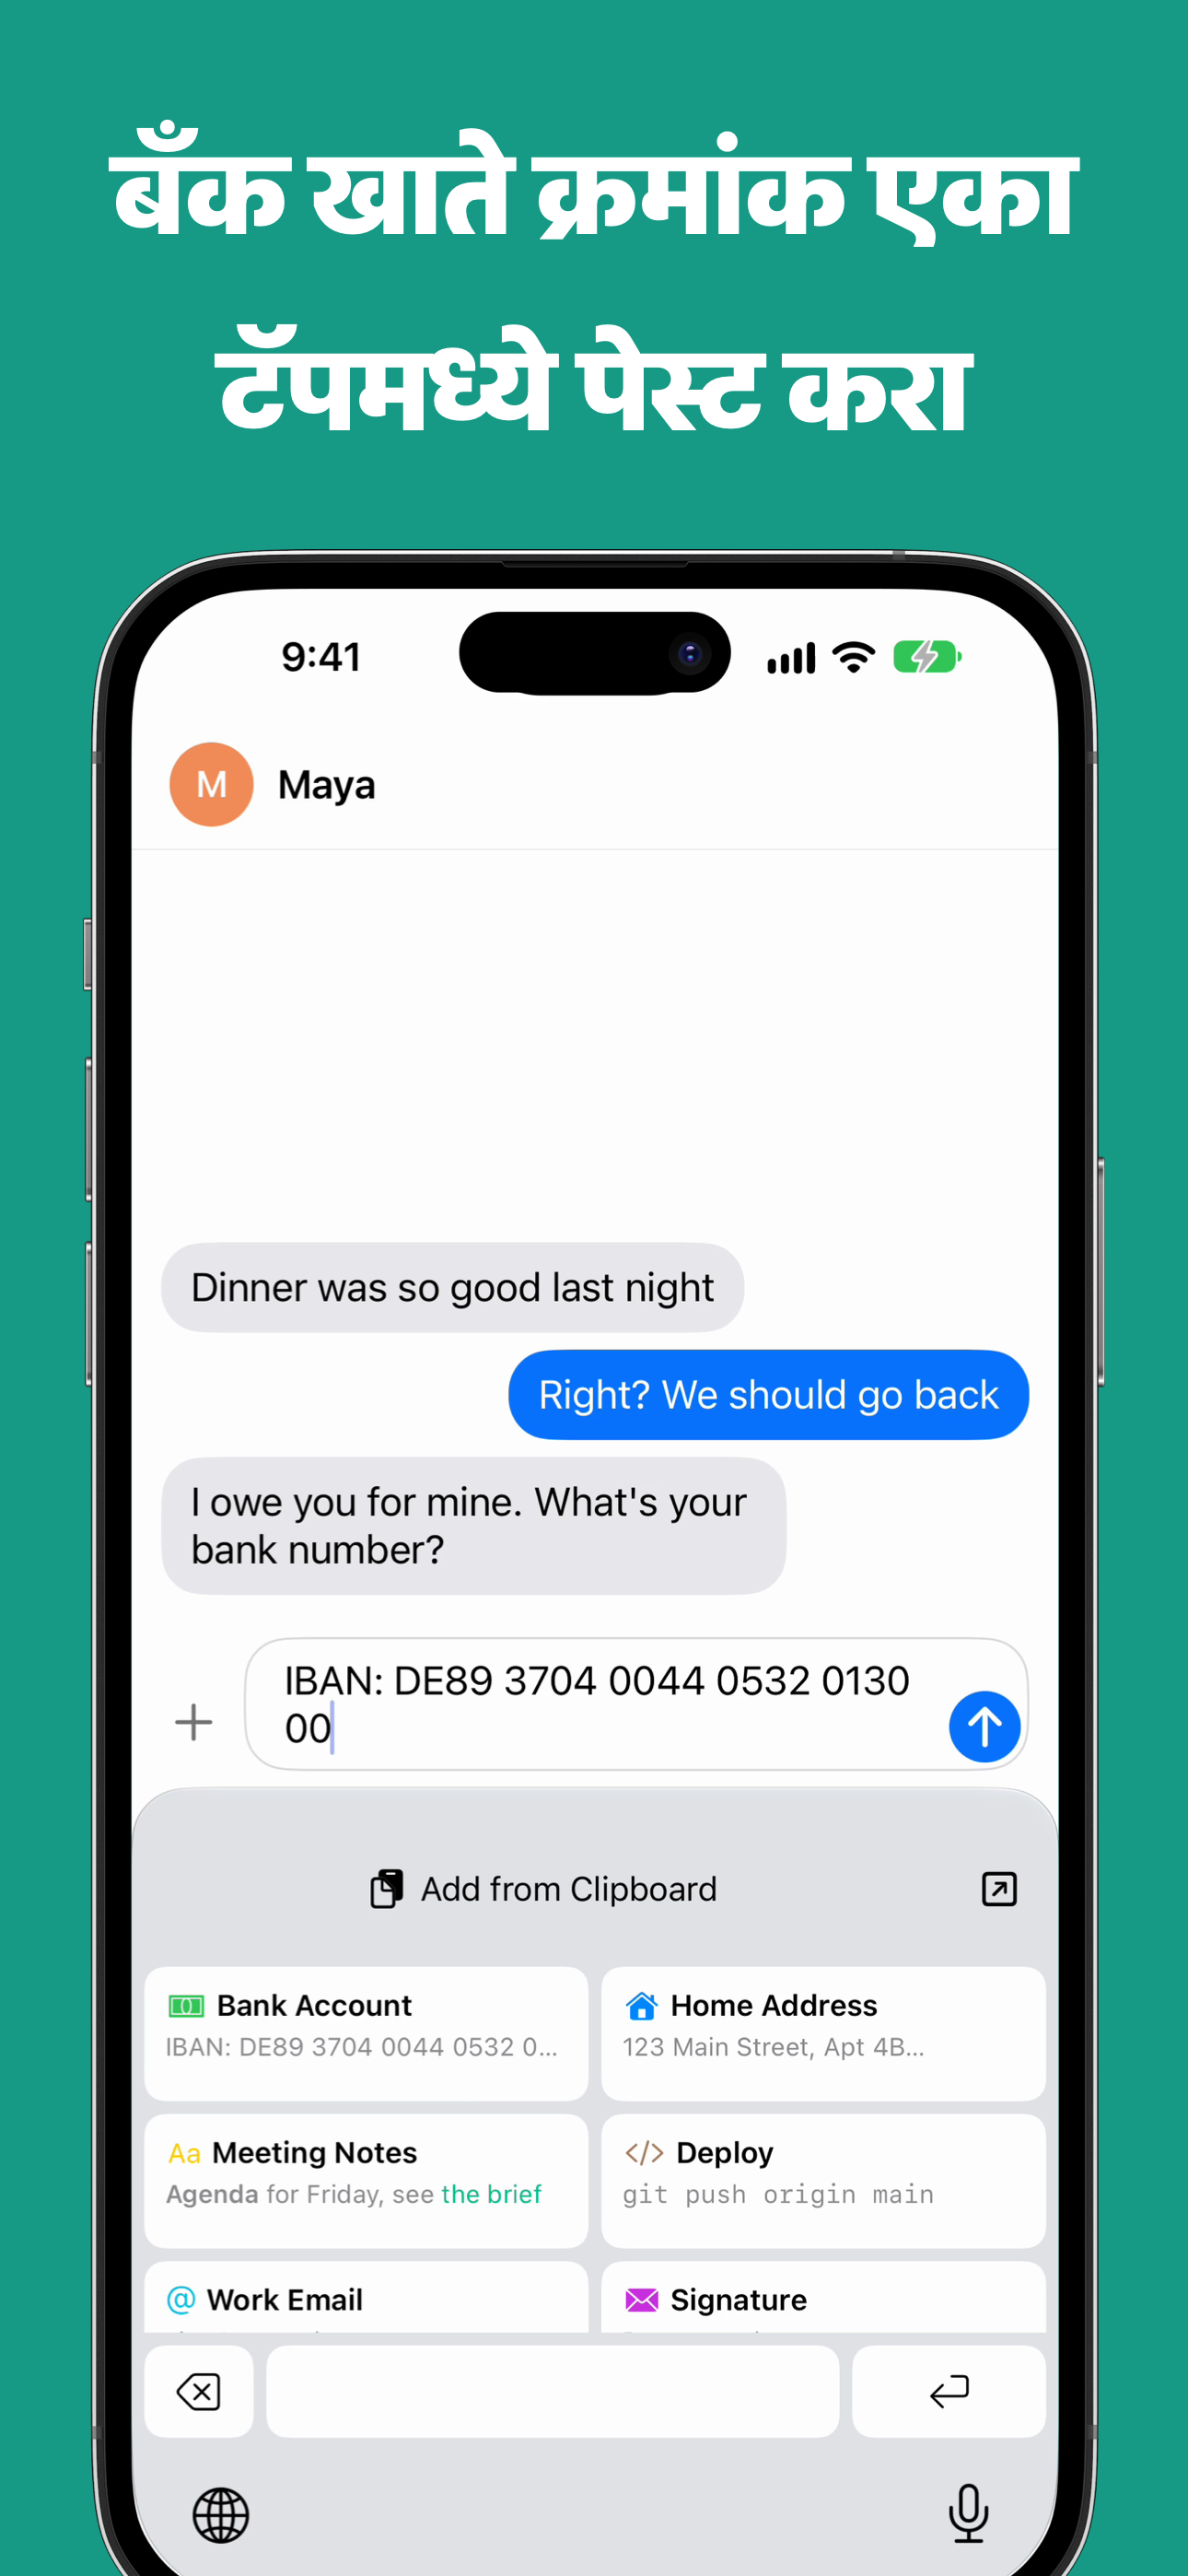 बँक खाते क्रमांक एका
टॅपमध्ये पेस्ट करा
9:41
M
Maya
Dinner was so good last night
Right? We should go back
I owe you for mine. What's your
bank number?
IBAN: DE89 3704 0044 0532 0130
00
Add from Clipboard
Bank Account
IBAN: DE89 3704 0044 0532 0...
Home Address
123 Main Street, Apt 4B...
Aa Meeting Notes
Agenda for Friday, see the brief
</> Deploy
git push origin main
@ Work Email
Signature